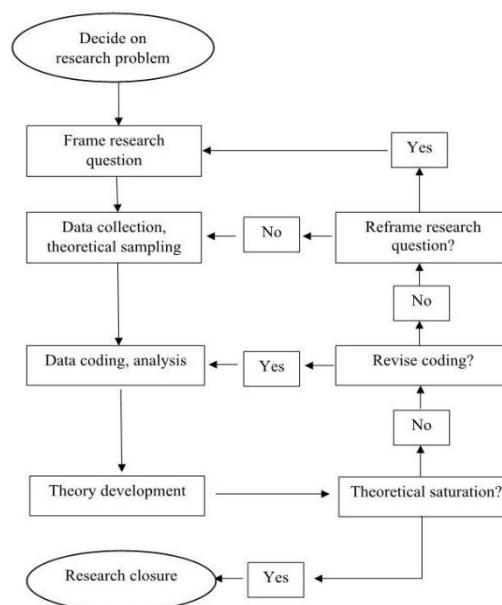 Decide on
research problem
Frame research
question
Yes
Data collection,
theoretical sampling
No
Reframe research
question?
No
Data coding, analysis
Yes
Revise coding?
No
Theory development
Theoretical saturation?
Research closure
Yes